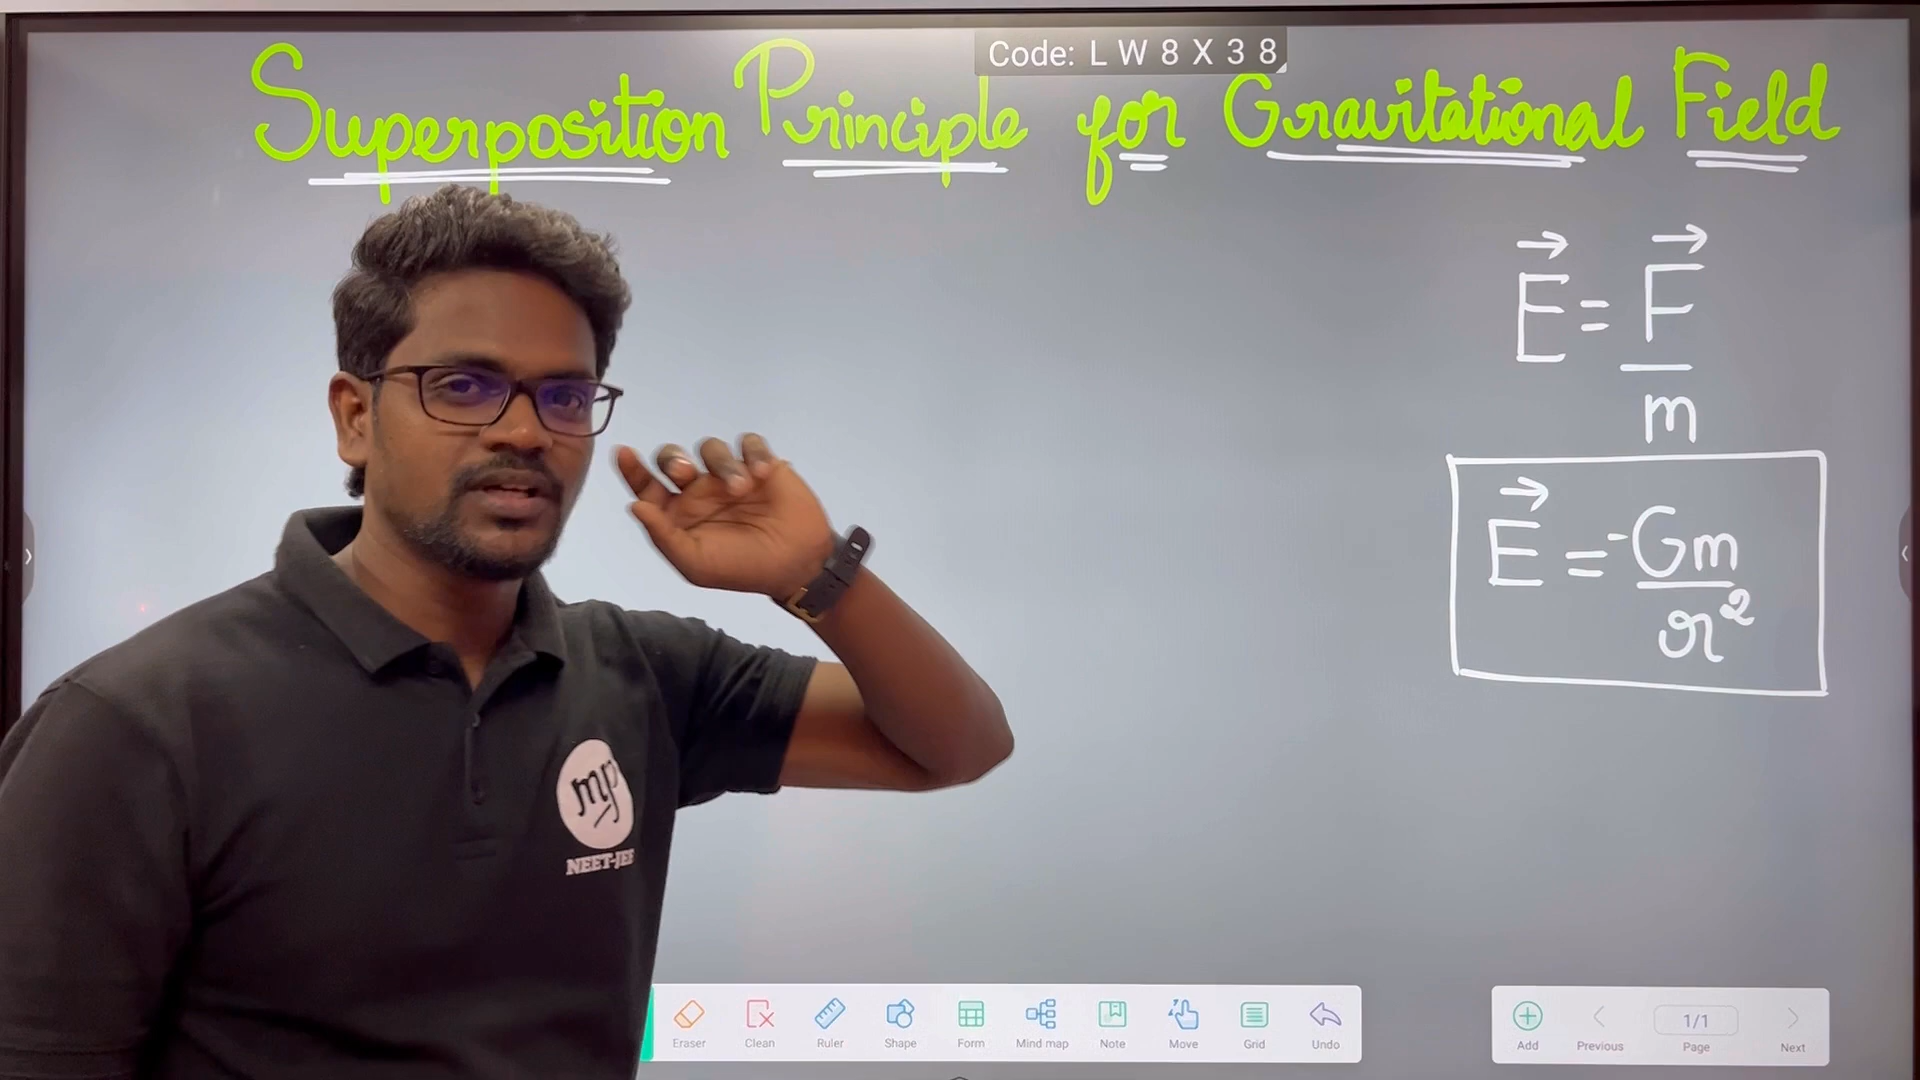 Code: LW8X38
Superposition Principle for Gravitational Field
E = F
m
E = -Gm
r²
mp
NEET-JEE
Eraser Clean Ruler Shape Form Mind map Note Move Grid Undo
Add Previous 1/1 Page Next